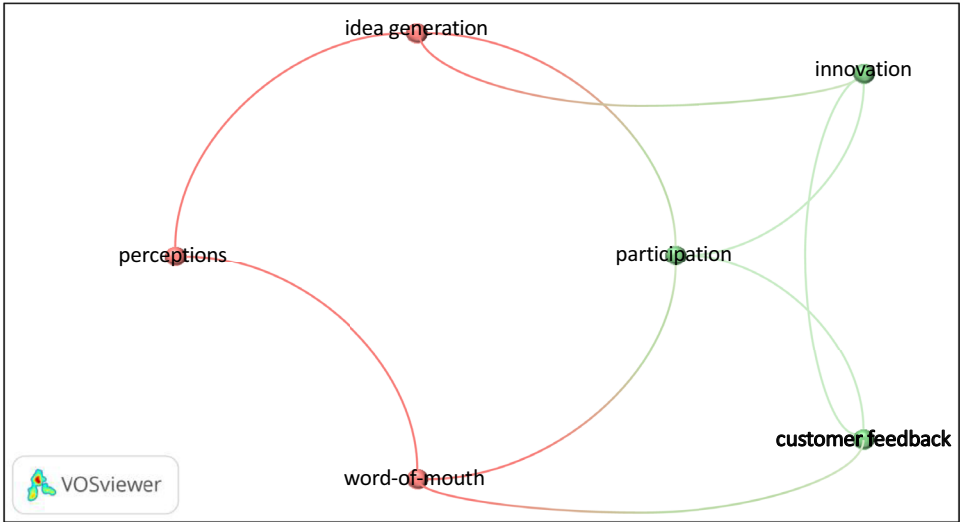 idea generation
innovation
perceptions
participation
customer feedback
word-of-mouth
VOSviewer